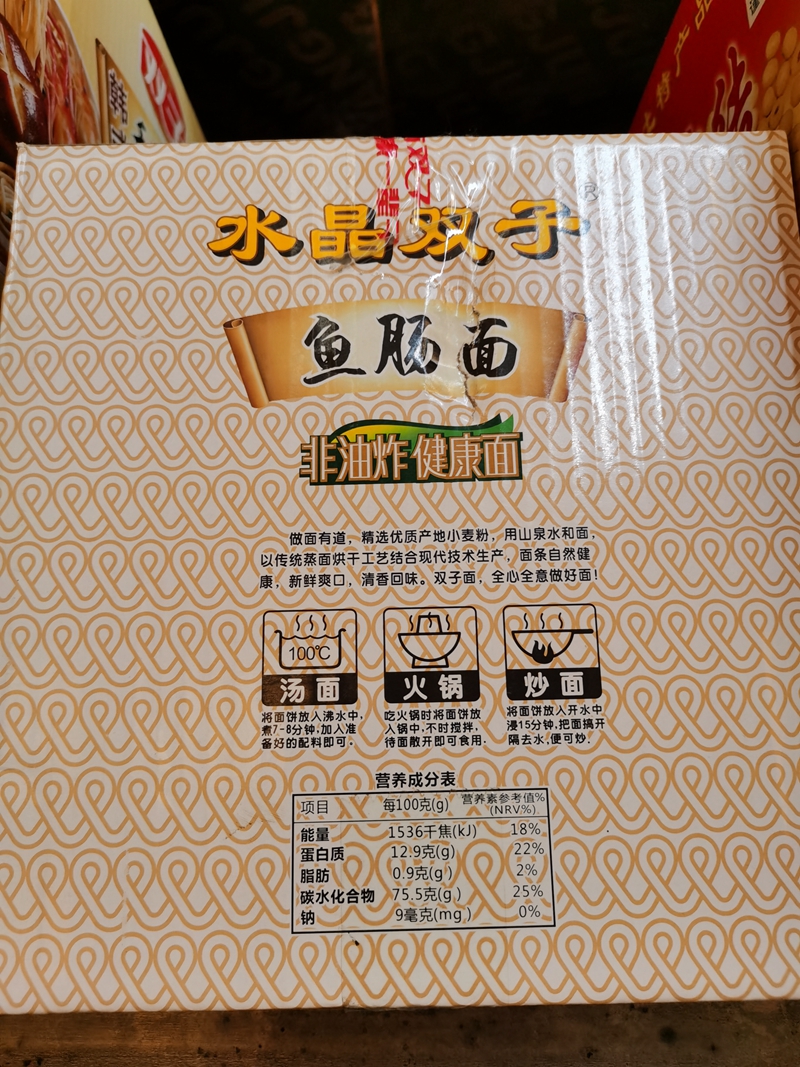 水晶双子®
鱼肠面
非油炸健康面
做面有道，精选优质产地小麦粉，用山泉水和面，
以传统蒸面烘干工艺结合现代技术生产，面条自然健
康，新鲜爽口，清香回味。双子面，全心全意做好面！
100℃
汤面
将面饼放入沸水中，
煮7-8分钟，加入准
备好的配料即可．
火锅
吃火锅时将面饼放
入锅中，不时搅拌，
待面散开即可食用．
炒面
将面饼放入开水中
浸15分钟，把面搞开
隔去水，便可炒．
营养成分表
项目 每100克(g) 营养素参考值%
(NRV%)
能量 1536千焦(kJ) 18%
蛋白质 12.9克(g) 22%
脂肪 0.9克(g) 2%
碳水化合物 75.5克(g) 25%
钠 9毫克(mg) 0%